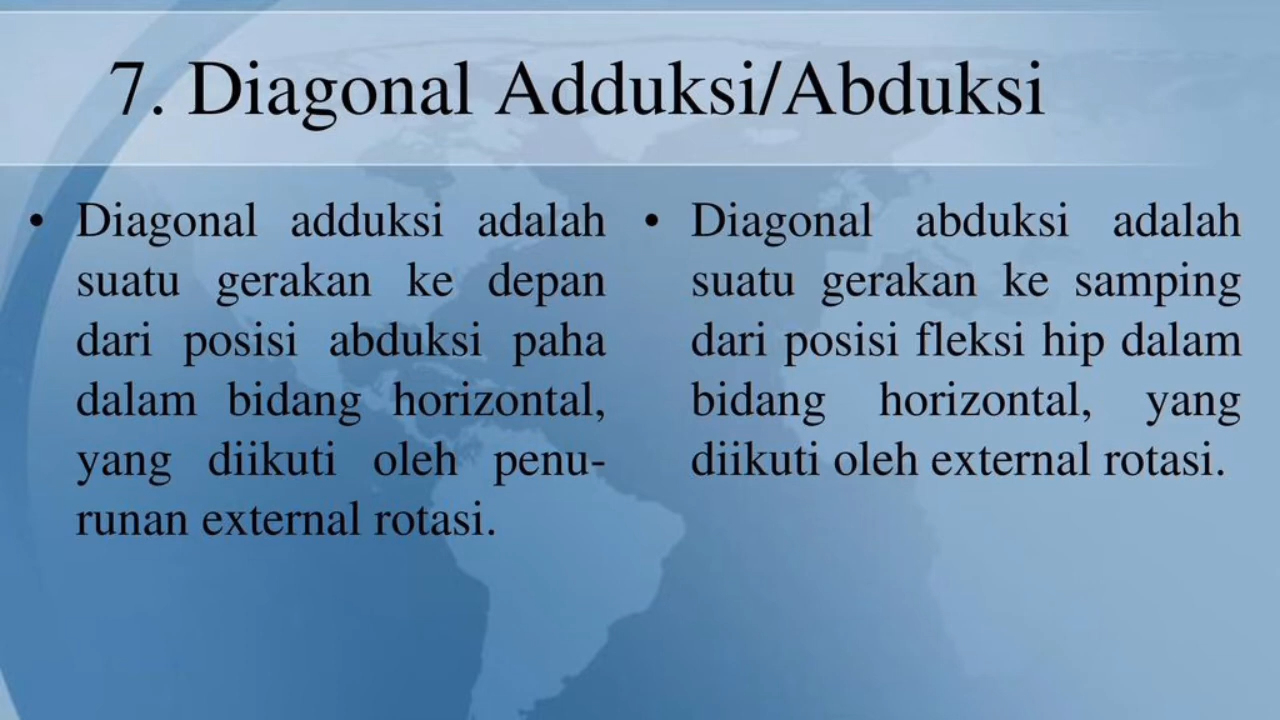 7. Diagonal Adduksi/Abduksi
• Diagonal adduksi adalah
suatu gerakan ke depan
dari posisi abduksi paha
dalam bidang horizontal,
yang diikuti oleh penu-
runan external rotasi.
• Diagonal abduksi adalah
suatu gerakan ke samping
dari posisi fleksi hip dalam
bidang horizontal, yang
diikuti oleh external rotasi.